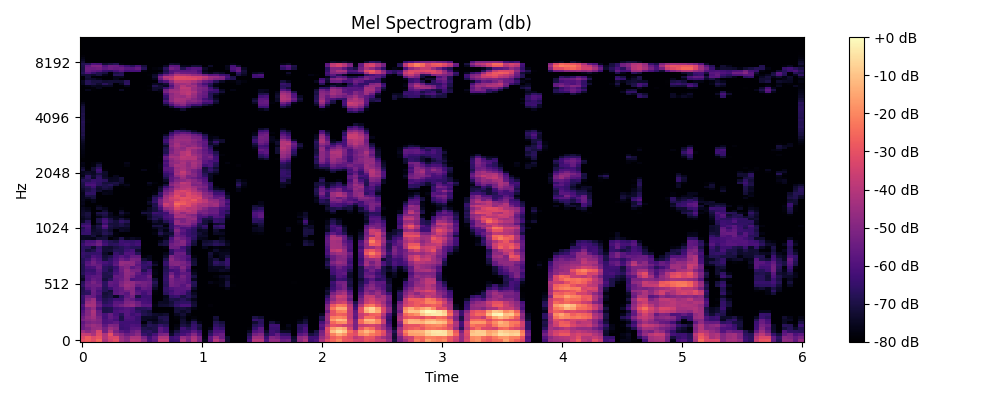 Mel Spectrogram (db)
Hz
8192
4096
2048
1024
512
0
0 1 2 3 4 5 6
Time
+0 dB
-10 dB
-20 dB
-30 dB
-40 dB
-50 dB
-60 dB
-70 dB
-80 dB